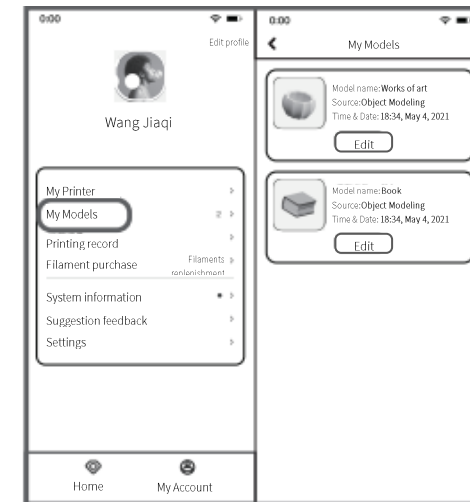 0:00
Edit profile
Wang Jiaqi
My Printer
My Models 2
Printing record
Filament purchase Filaments replenishment
System information
Suggestion feedback
Settings
Home My Account
0:00
My Models
Model name:Works of art
Source:Object Modeling
Time & Date: 18:34, May 4, 2021
Edit
Model name:Book
Source:Object Modeling
Time & Date: 18:34, May 4, 2021
Edit